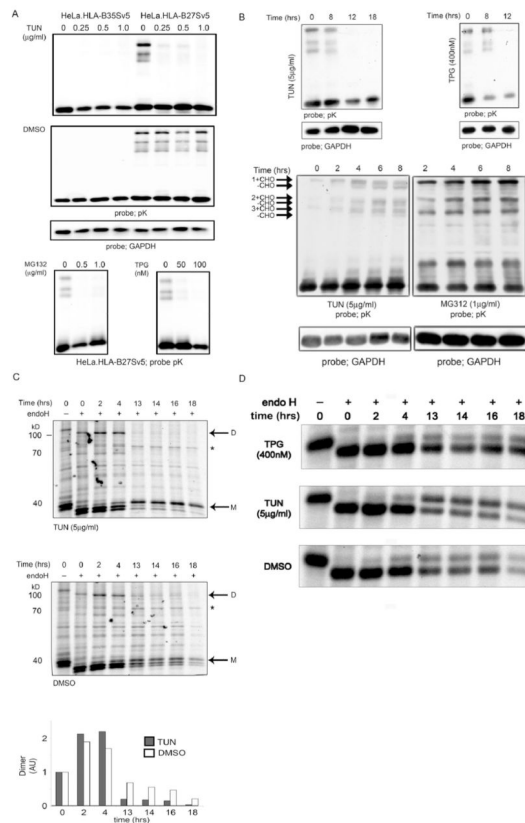 A
HeLa.HLA-B35Sv5 HeLa.HLA-B27Sv5
TUN (μg/ml) 0 0.25 0.5 1.0 0 0.25 0.5 1.0
DMSO
probe; pK
probe; GAPDH
MG132 (μg/ml) 0 0.5 1.0
TPG (nM) 0 50 100
HeLa.HLA-B27Sv5; probe pK
B
Time (hrs) 0 8 12 18
TUN (5μg/ml)
probe; pK
probe; GAPDH
Time (hrs) 0 8 12
TPG (400nM)
probe; pK
probe; GAPDH
Time (hrs) 0 2 4 6 8 2 4 6 8
1+CHO
-CHO
2+CHO
-CHO
3+CHO
-CHO
TUN (5μg/ml) MG312 (1μg/ml)
probe; pK probe; pK
probe; GAPDH probe; GAPDH
C
Time (hrs) 0 0 2 4 13 14 16 18
endoH – + + + + + + +
kD
100
70
40
D
*
M
TUN (5μg/ml)
Time (hrs) 0 0 2 4 13 14 16 18
endoH – + + + + + + +
kD
100
70
40
D
*
M
DMSO
Dimer (AU)
2
1
0
TUN
DMSO
0 2 4 13 14 16 18
time (hrs)
D
endo H – + + + + + + +
time (hrs) 0 0 2 4 13 14 16 18
TPG (400nM)
TUN (5μg/ml)
DMSO